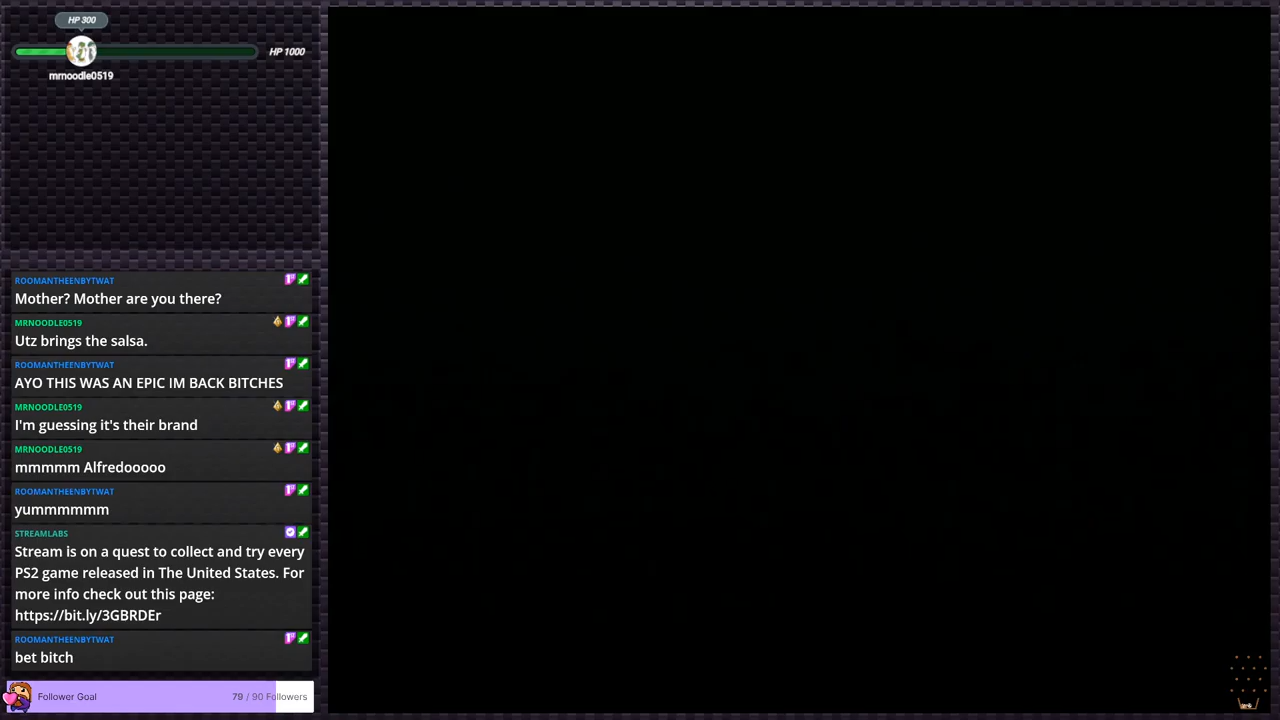 HP 300
HP 1000
mrnoodle0519
ROOMANTHEENBYTWAT
Mother? Mother are you there?
MRNOODLE0519
Utz brings the salsa.
ROOMANTHEENBYTWAT
AYO THIS WAS AN EPIC IM BACK BITCHES
MRNOODLE0519
I'm guessing it's their brand
MRNOODLE0519
mmmmm Alfredooooo
ROOMANTHEENBYTWAT
yummmmmm
STREAMLABS
Stream is on a quest to collect and try every
PS2 game released in The United States. For
more info check out this page:
https://bit.ly/3GBRDEr
ROOMANTHEENBYTWAT
bet bitch
Follower Goal
79 / 90 Followers